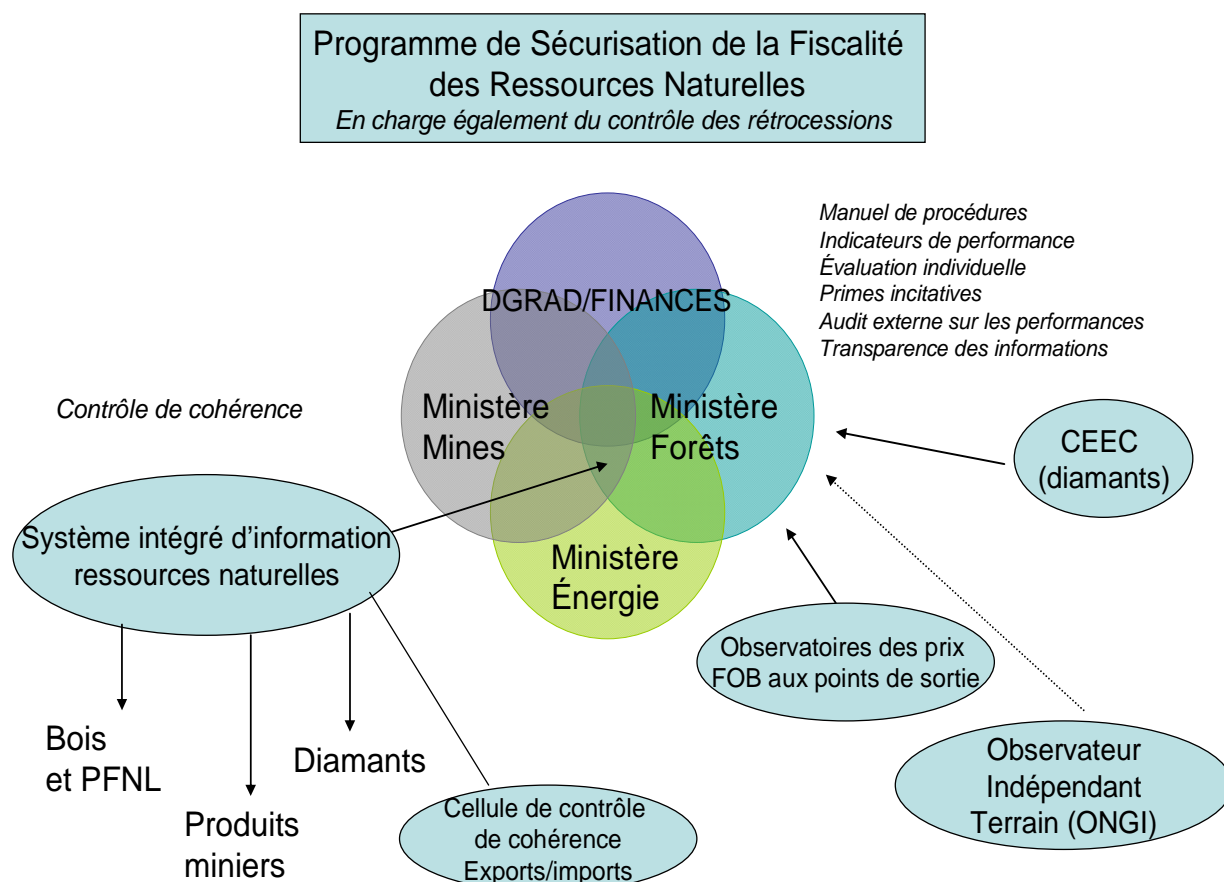 Programme de Sécurisation de la Fiscalité
des Ressources Naturelles
En charge également du contrôle des rétrocessions
Manuel de procédures
Indicateurs de performance
Évaluation individuelle
Primes incitatives
Audit externe sur les performances
Transparence des informations
DGRAD/FINANCES
Contrôle de cohérence
Ministère
Mines
Ministère
Forêts
CEEC
(diamants)
Système intégré d'information
ressources naturelles
Ministère
Énergie
Observatoires des prix
FOB aux points de sortie
Bois
et PFNL
Diamants
Produits
miniers
Cellule de contrôle
de cohérence
Exports/imports
Observateur
Indépendant
Terrain (ONGI)